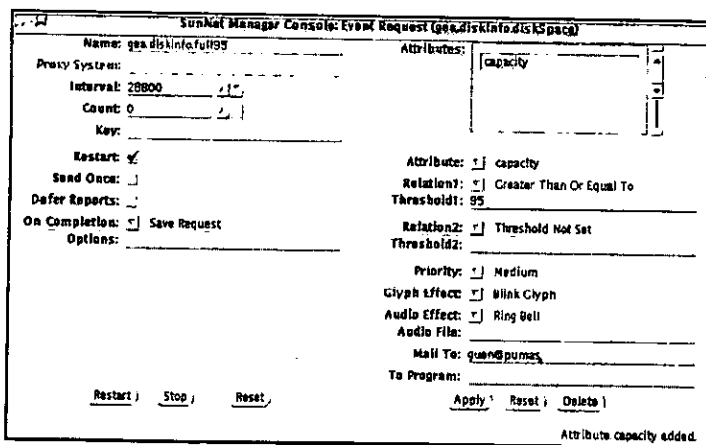 SunNet Manager Console: Event Request (gea.diskinfo.diskSpace)
Name: gea.diskinfo.full95
Proxy System:
Interval: 28800
Count: 0
Key:
Restart:
Send Once:
Defer Reports:
On Completion: Save Request
Options:
Restart
Stop
Reset
Attributes:
capacity
Attribute: capacity
Relation1: Greater Than Or Equal To
Threshold1: 95
Relation2: Threshold Not Set
Threshold2:
Priority: Medium
Glyph Effect: Blink Glyph
Audio Effect: Ring Bell
Audio File:
Mail To: quan@pumas
To Program:
Apply
Reset
Delete
Attribute capacity added.